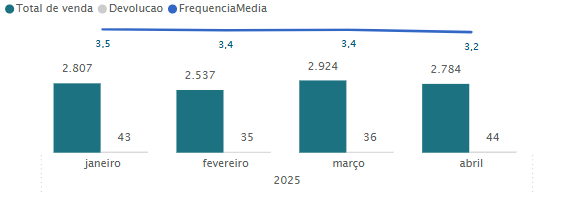 Total de venda Devolucao FrequenciaMedia
3,5 3,4 3,4 3,2
2.807 2.537 2.924 2.784
43 35 36 44
janeiro fevereiro março abril
2025